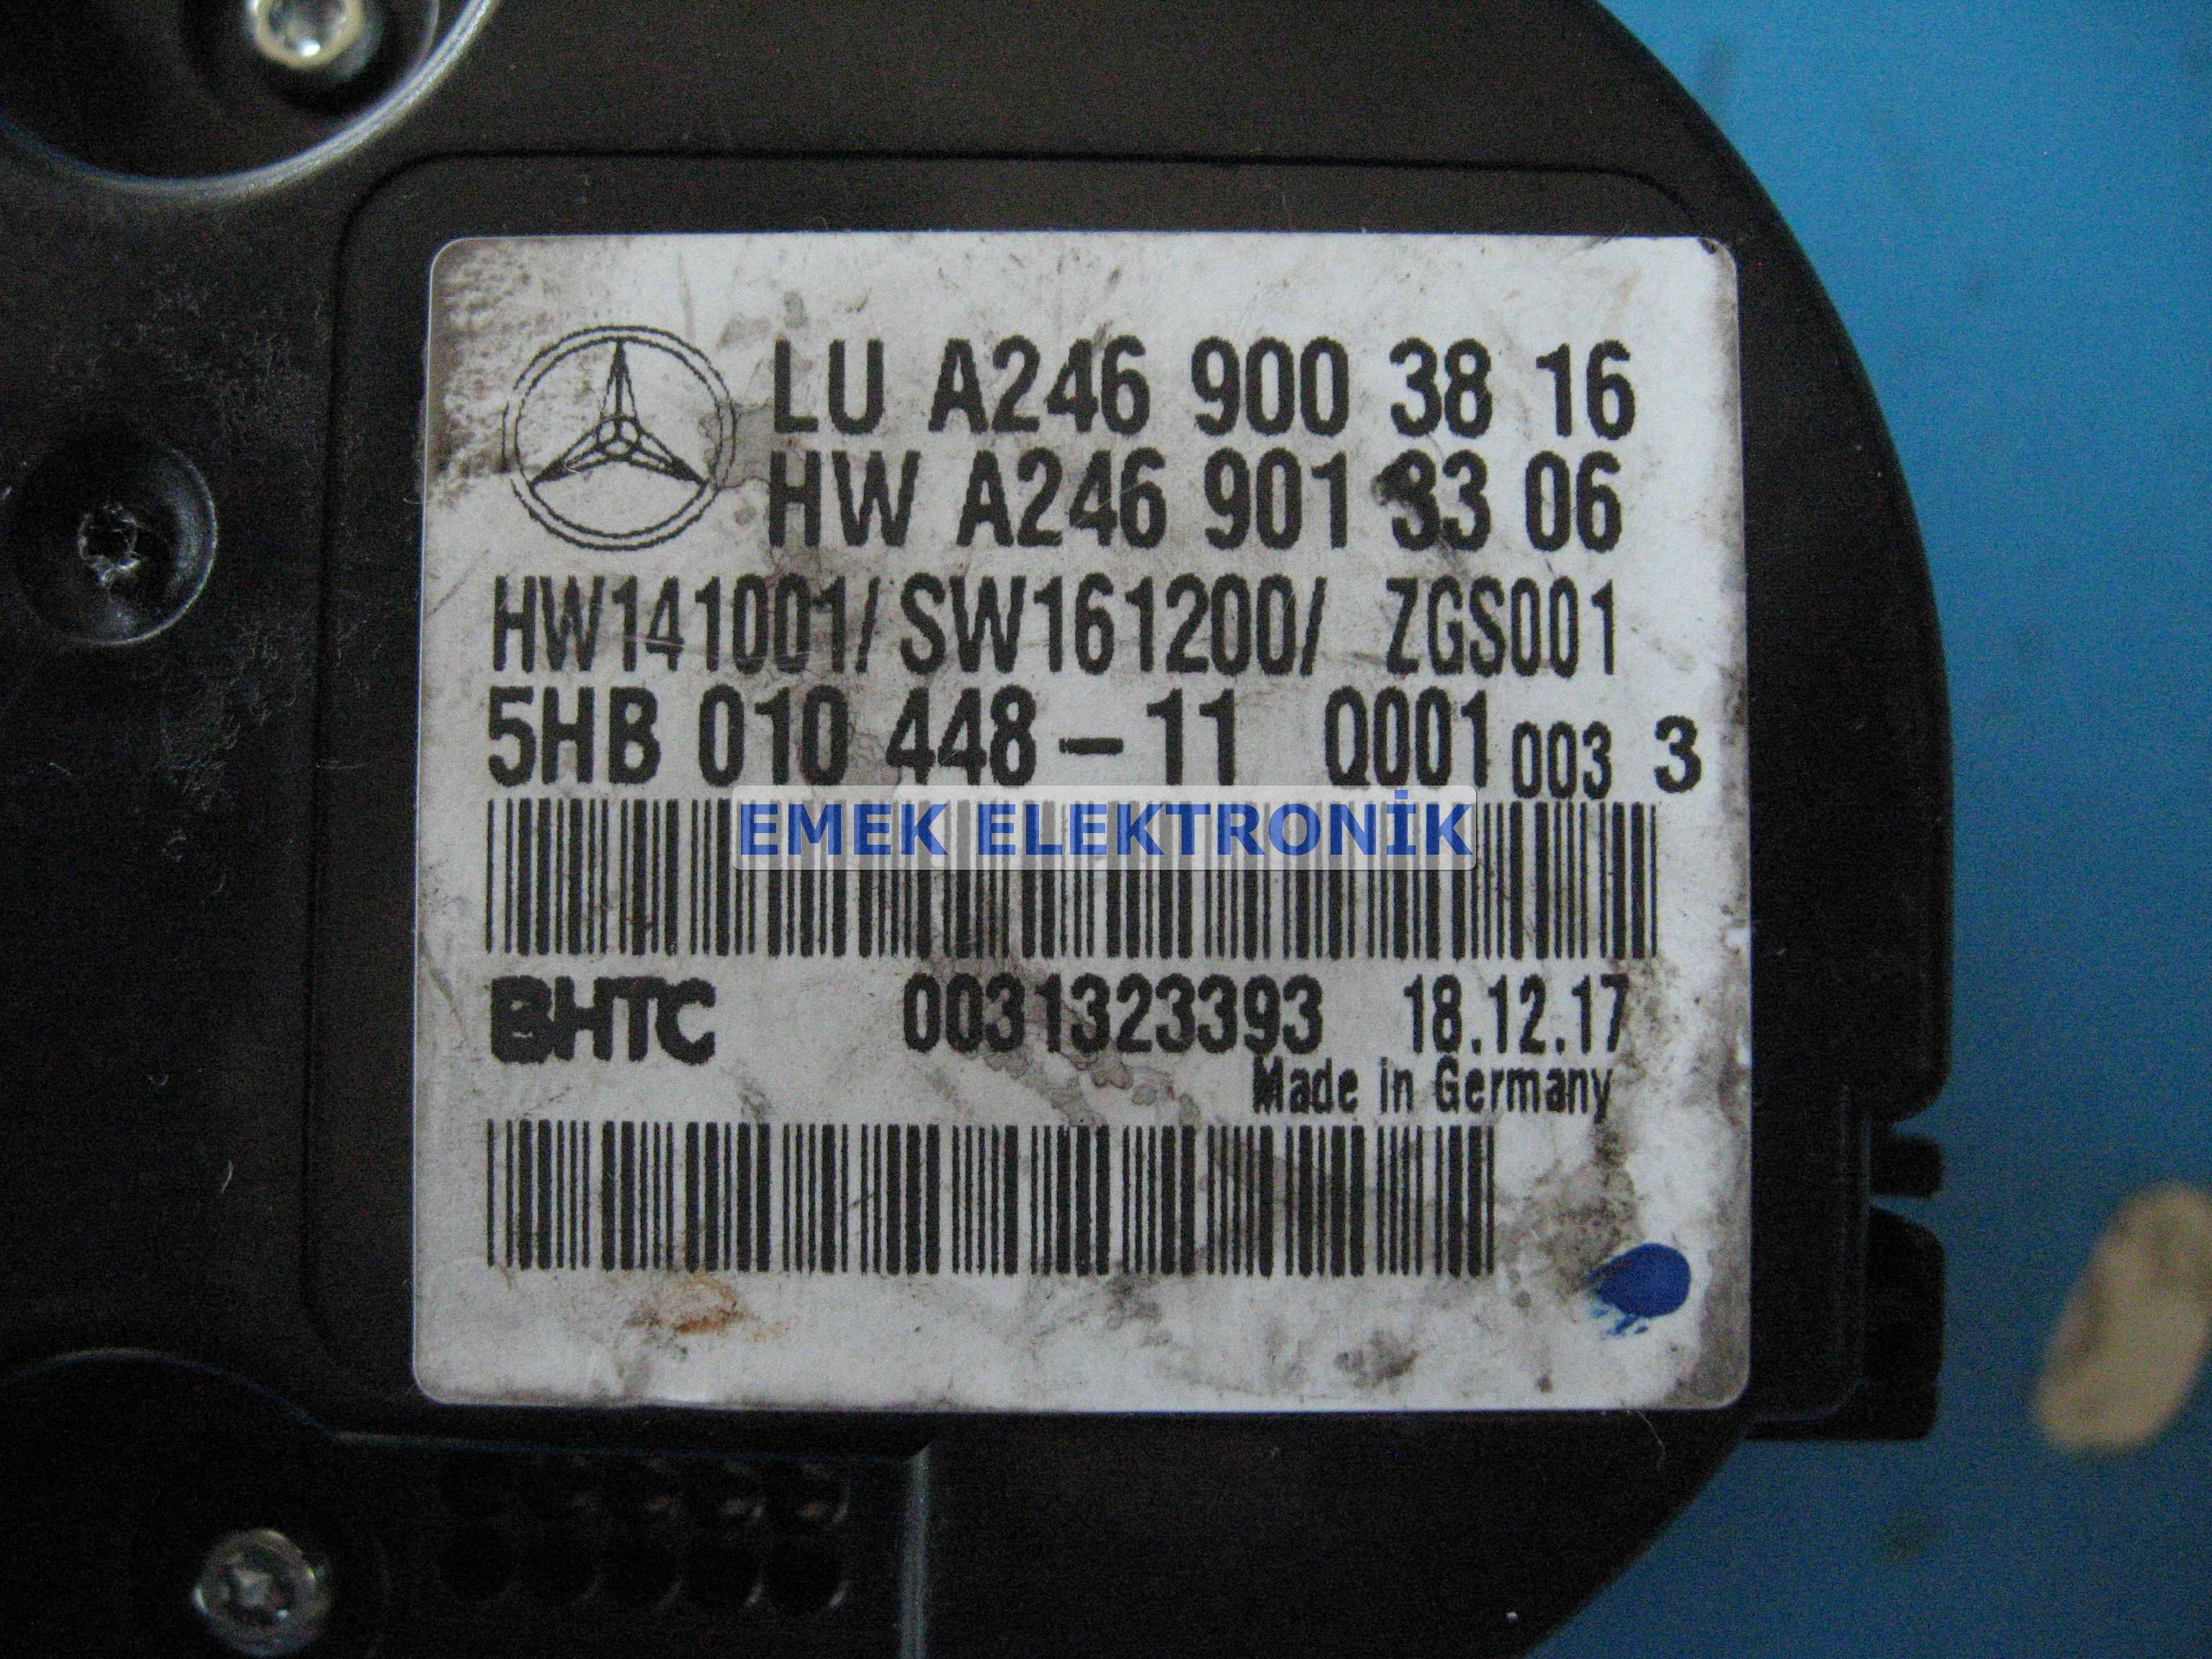 LU A246 900 38 16
HW A246 901 33 06
HW141001/SW161200/ ZGS001
5HB 010 448-11 Q001 003 3
EMEK ELEKTRONİK
BHTC 0031323393 18.12.17
Made in Germany